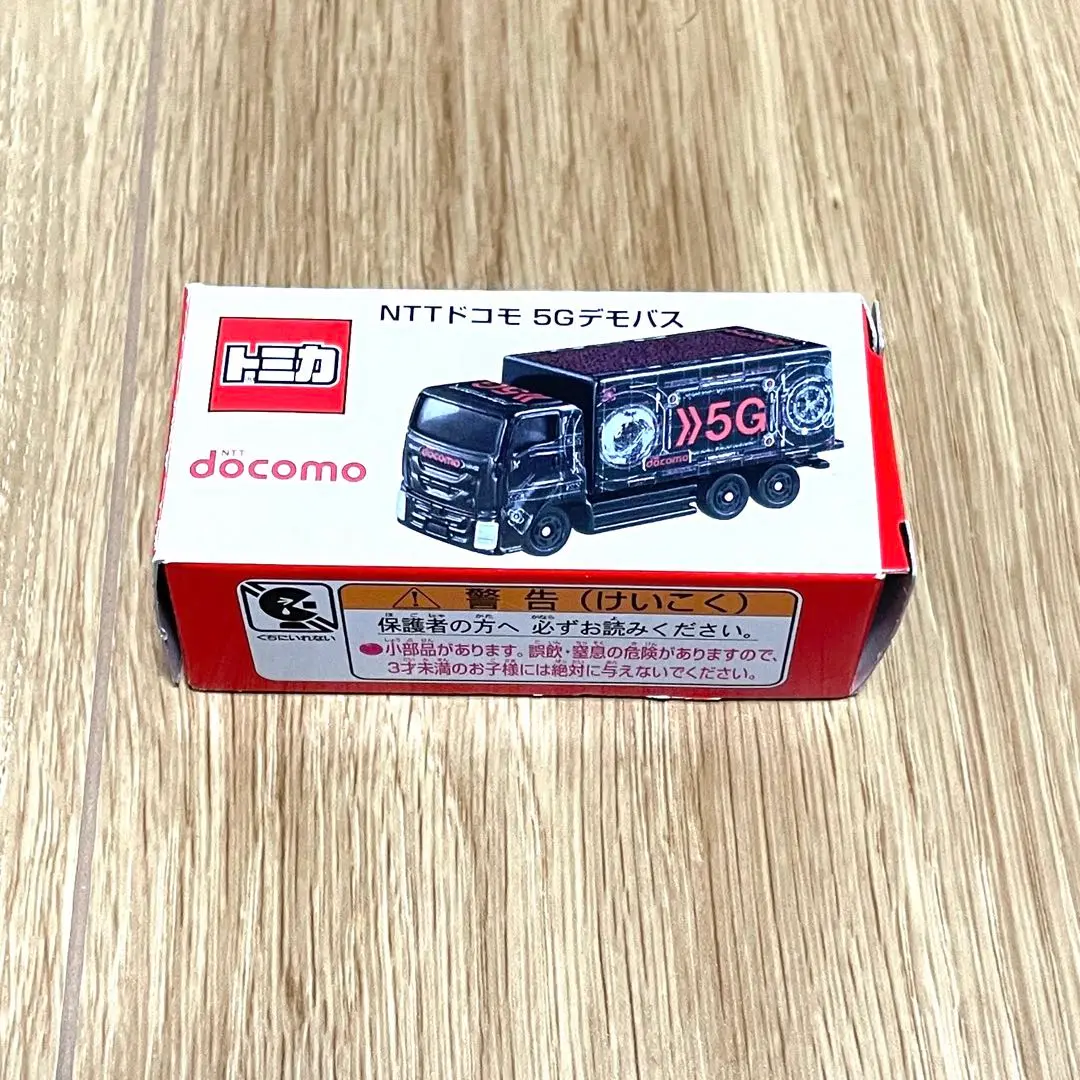 NTTドコモ 5Gデモバス
トミカ
NTT
docomo
5G
docomo
»5G
docomo
警告(けいこく)
くちにいれない
保護者の方へ 必ずお読みください。
●小部品があります。誤飲・窒息の危険がありますので、
3才未満のお子様には絶対に与えないでください。